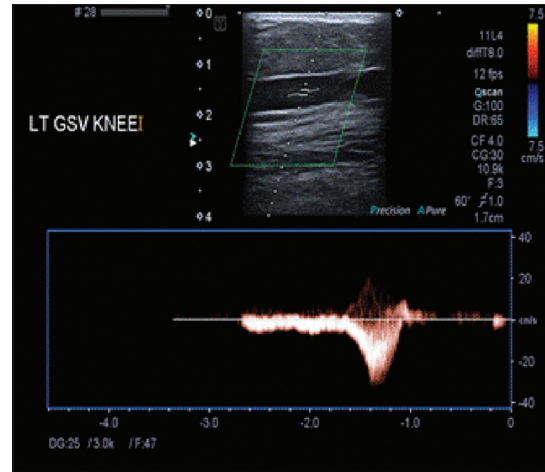 #28
0
7.5
11L4
diffT8.0
1
12 fps
Qscan
G:100
DR:65
2
LT GSV KNEE
CF 4.0
7.5
cm/s
CG:30
10.9k
3
F:3
60° 1.0
Precision A Pure
1.7cm
4
40
20
cm/s
-20
-40
-4.0 -3.0 -2.0 -1.0 0
DG:25 /3.0k /F:47